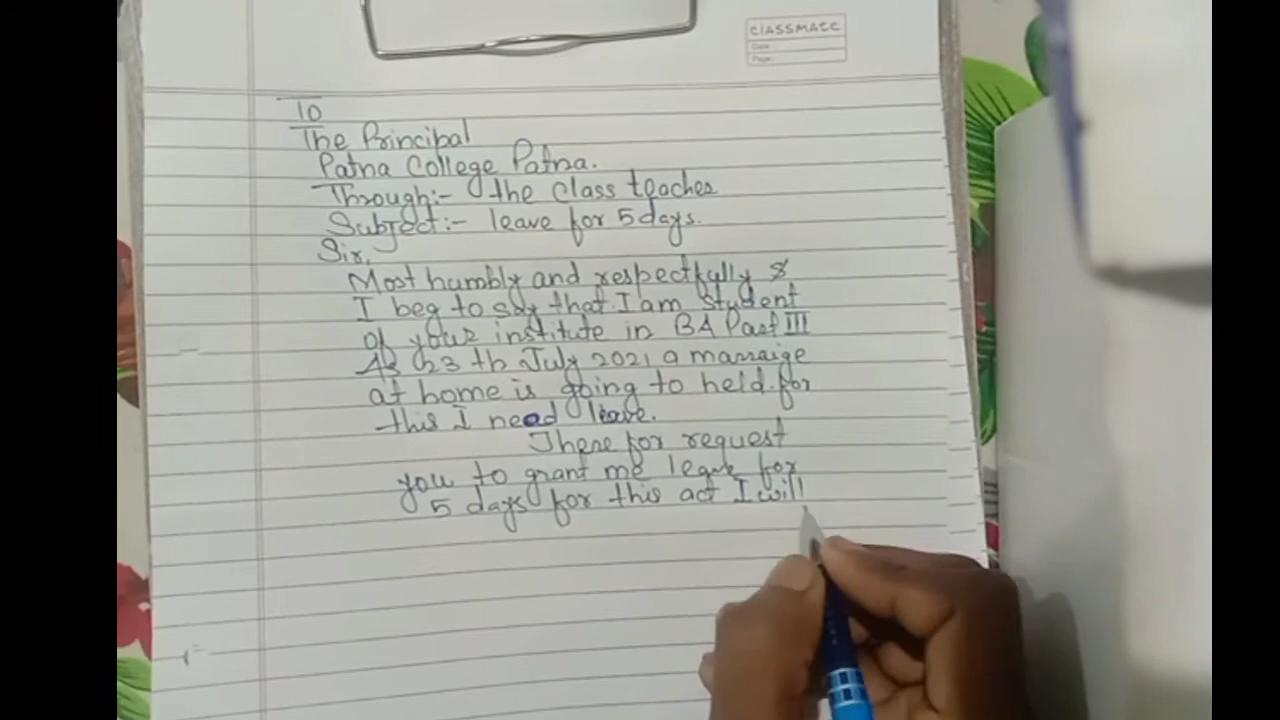 CLASSMATE
Date :
Page:
To
The Principal
Patna College Patna.
Through:- the class teacher
Subject:- leave for 5 days.
Sir,
Most humbly and respectfully &
I beg to say that I am student
of your institute in BA Part III
As 23 th July 2021 a marraige
at home is going to held. for
this I need leave.
There for request
you to grant me leave for
5 days for this act I will